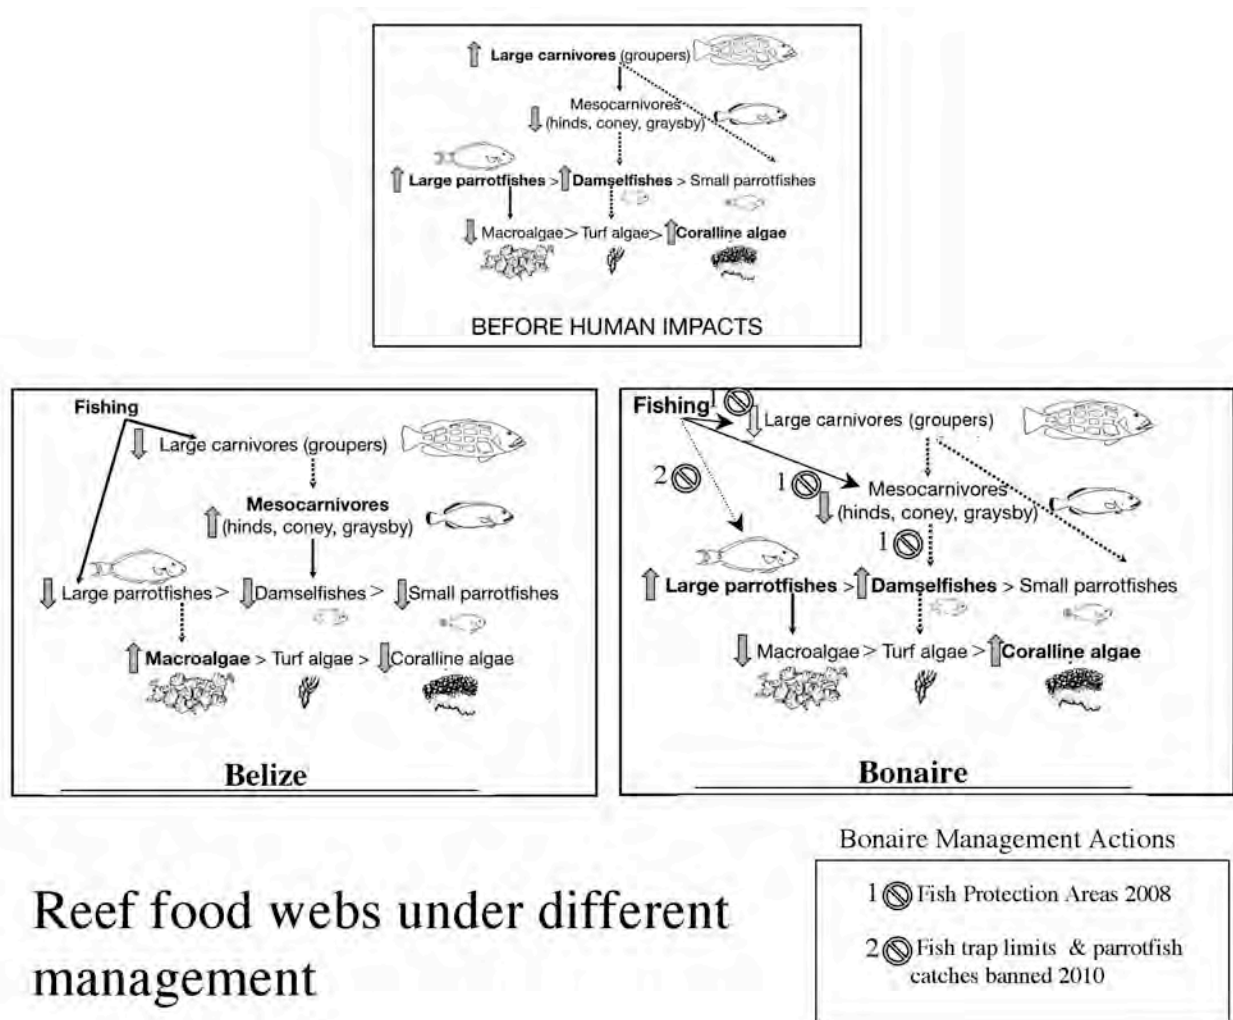 Large carnivores (groupers)
Mesocarnivores
(hinds, coney, graysby)
Large parrotfishes > Damselfishes > Small parrotfishes
Macroalgae > Turf algae > Coralline algae
BEFORE HUMAN IMPACTS
Fishing
Large carnivores (groupers)
Mesocarnivores
(hinds, coney, graysby)
Large parrotfishes > Damselfishes > Small parrotfishes
Macroalgae > Turf algae > Coralline algae
Belize
Fishing 1
Large carnivores (groupers)
2 1 Mesocarnivores
(hinds, coney, graysby)
1
Large parrotfishes > Damselfishes > Small parrotfishes
Macroalgae > Turf algae > Coralline algae
Bonaire
Reef food webs under different
management
Bonaire Management Actions
1 Fish Protection Areas 2008
2 Fish trap limits & parrotfish
catches banned 2010